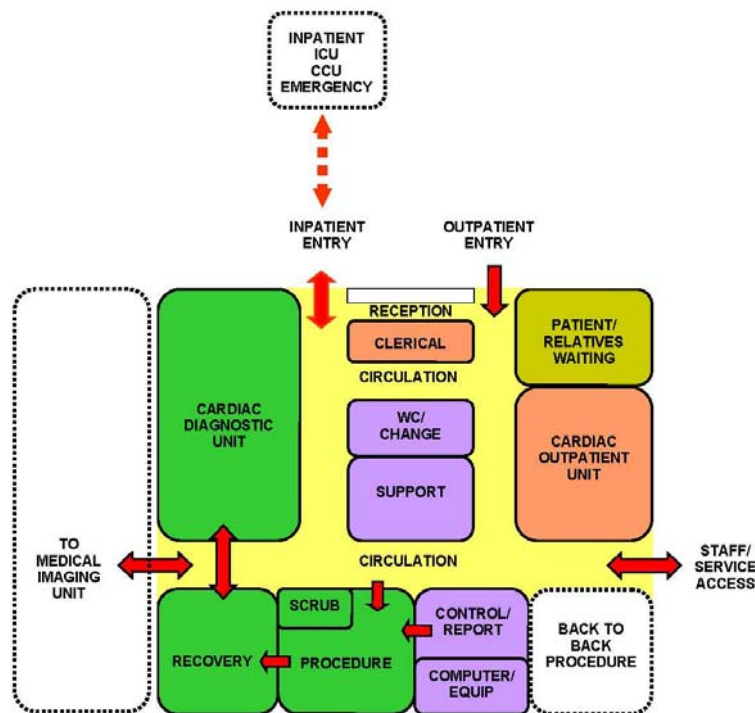 INPATIENT
ICU
CCU
EMERGENCY
INPATIENT
ENTRY
OUTPATIENT
ENTRY
RECEPTION
CLERICAL
CIRCULATION
PATIENT/
RELATIVES
WAITING
CARDIAC
DIAGNOSTIC
UNIT
WC/
CHANGE
SUPPORT
CARDIAC
OUTPATIENT
UNIT
TO
MEDICAL
IMAGING
UNIT
CIRCULATION
STAFF/
SERVICE
ACCESS
SCRUB
RECOVERY
PROCEDURE
CONTROL/
REPORT
COMPUTER/
EQUIP
BACK TO
BACK
PROCEDURE